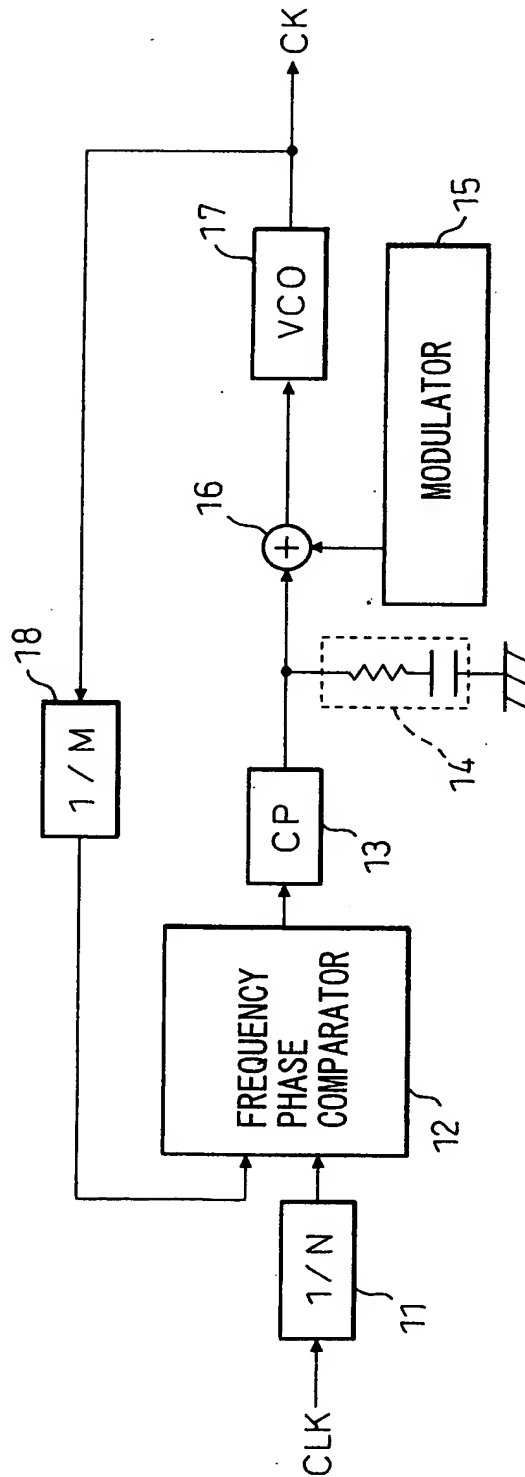 CLK
1/N
11
FREQUENCY
PHASE
COMPARATOR
12
CP
13
14
16
MODULATOR
15
VCO
17
CK
1/M
18